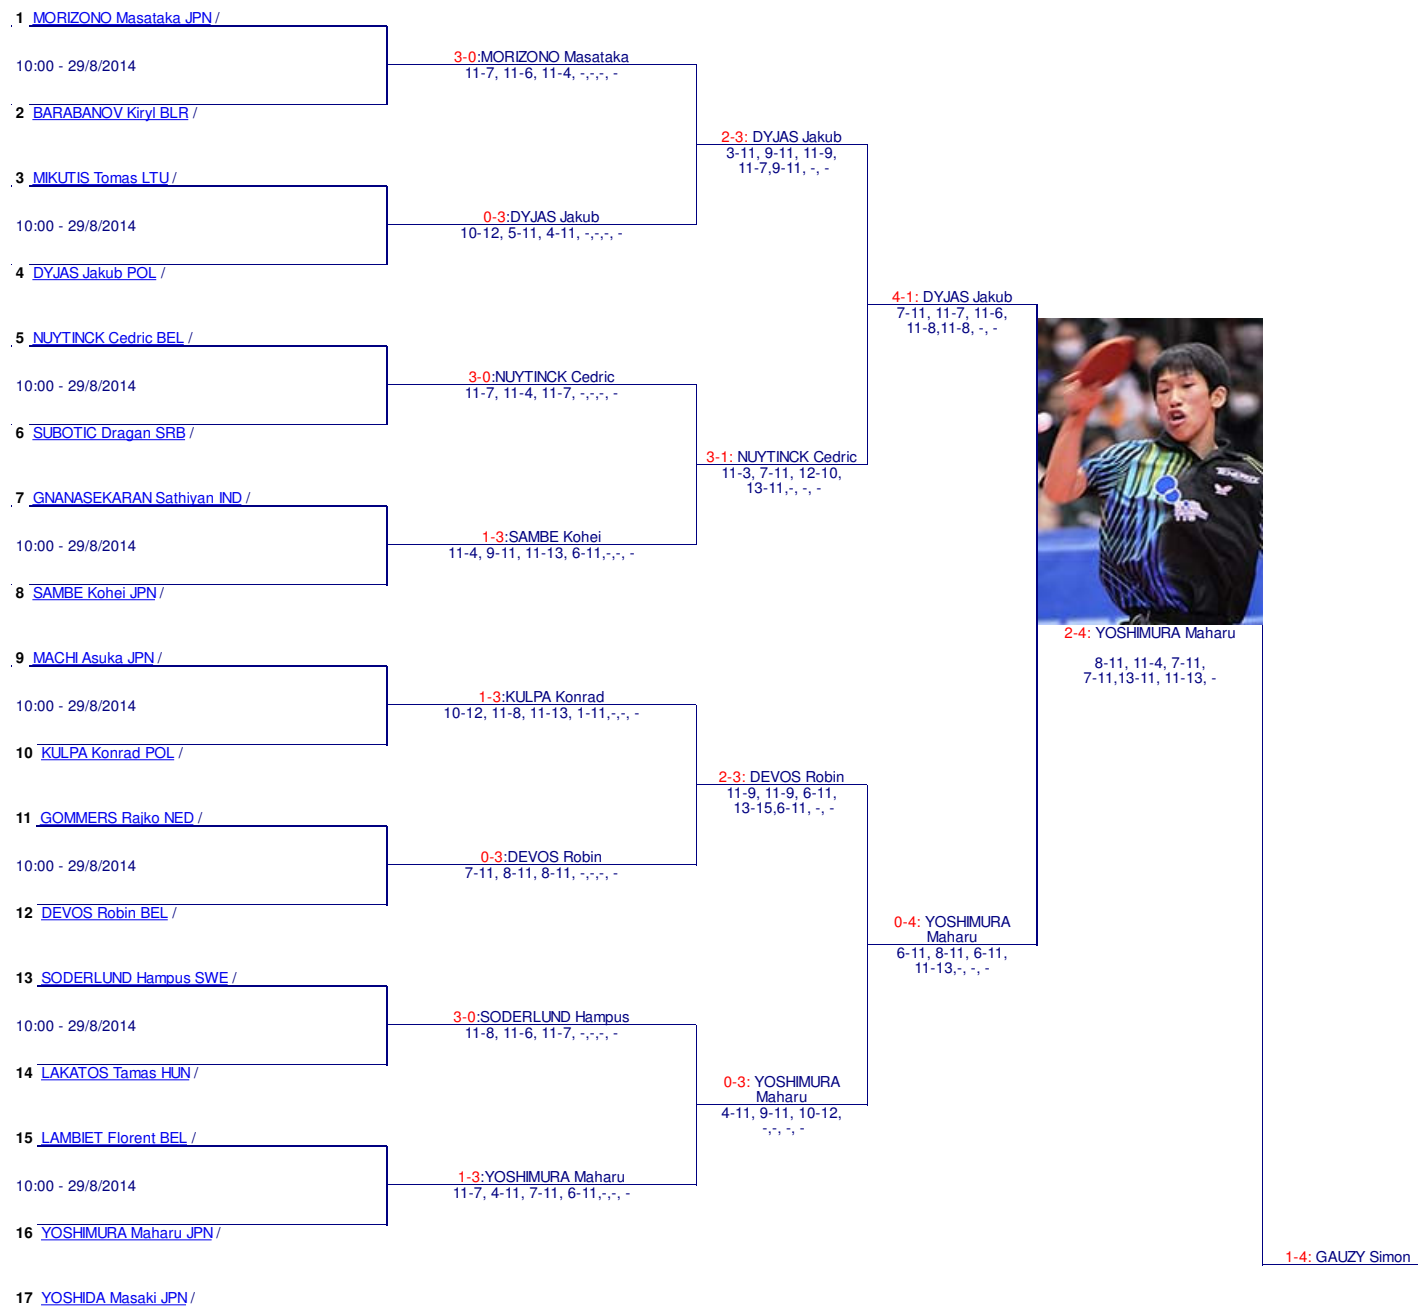 1 MORIZONO Masataka JPN /
3-0:MORIZONO Masataka
10:00 - 29/8/2014
11-7, 11-6, 11-4, -,-,-, -
2 BARABANOV Kiryl BLR /
2-3: DYJAS Jakub
3-11, 9-11, 11-9,
11-7,9-11, -, -
3 MIKUTIS Tomas LTU /
0-3:DYJAS Jakub
10:00 - 29/8/2014
10-12, 5-11, 4-11, -,-,-, -
4 DYJAS Jakub POL /
4-1: DYJAS Jakub
7-11, 11-7, 11-6,
11-8,11-8, -, -
5 NUYTINCK Cedric BEL /
3-0:NUYTINCK Cedric
10:00 - 29/8/2014
11-7, 11-4, 11-7, -,-,-, -
6 SUBOTIC Dragan SRB /
3-1: NUYTINCK Cedric
11-3, 7-11, 12-10,
13-11,-, -, -
7 GNANASEKARAN Sathiyan IND /
1-3:SAMBE Kohei
10:00 - 29/8/2014
11-4, 9-11, 11-13, 6-11,-,-, -
8 SAMBE Kohei JPN /
2-4: YOSHIMURA Maharu
8-11, 11-4, 7-11,
7-11,13-11, 11-13, -
9 MACHI Asuka JPN /
1-3:KULPA Konrad
10:00 - 29/8/2014
10-12, 11-8, 11-13, 1-11,-,-, -
10 KULPA Konrad POL /
2-3: DEVOS Robin
11-9, 11-9, 6-11,
13-15,6-11, -, -
11 GOMMERS Rajko NED /
0-3:DEVOS Robin
10:00 - 29/8/2014
7-11, 8-11, 8-11, -,-,-, -
12 DEVOS Robin BEL /
0-4: YOSHIMURA
Maharu
6-11, 8-11, 6-11,
11-13,-, -, -
13 SODERLUND Hampus SWE /
3-0:SODERLUND Hampus
10:00 - 29/8/2014
11-8, 11-6, 11-7, -,-,-, -
14 LAKATOS Tamas HUN /
0-3: YOSHIMURA
Maharu
4-11, 9-11, 10-12,
-,-, -, -
15 LAMBIET Florent BEL /
1-3:YOSHIMURA Maharu
10:00 - 29/8/2014
11-7, 4-11, 7-11, 6-11,-,-, -
16 YOSHIMURA Maharu JPN /
1-4: GAUZY Simon
17 YOSHIDA Masaki JPN /